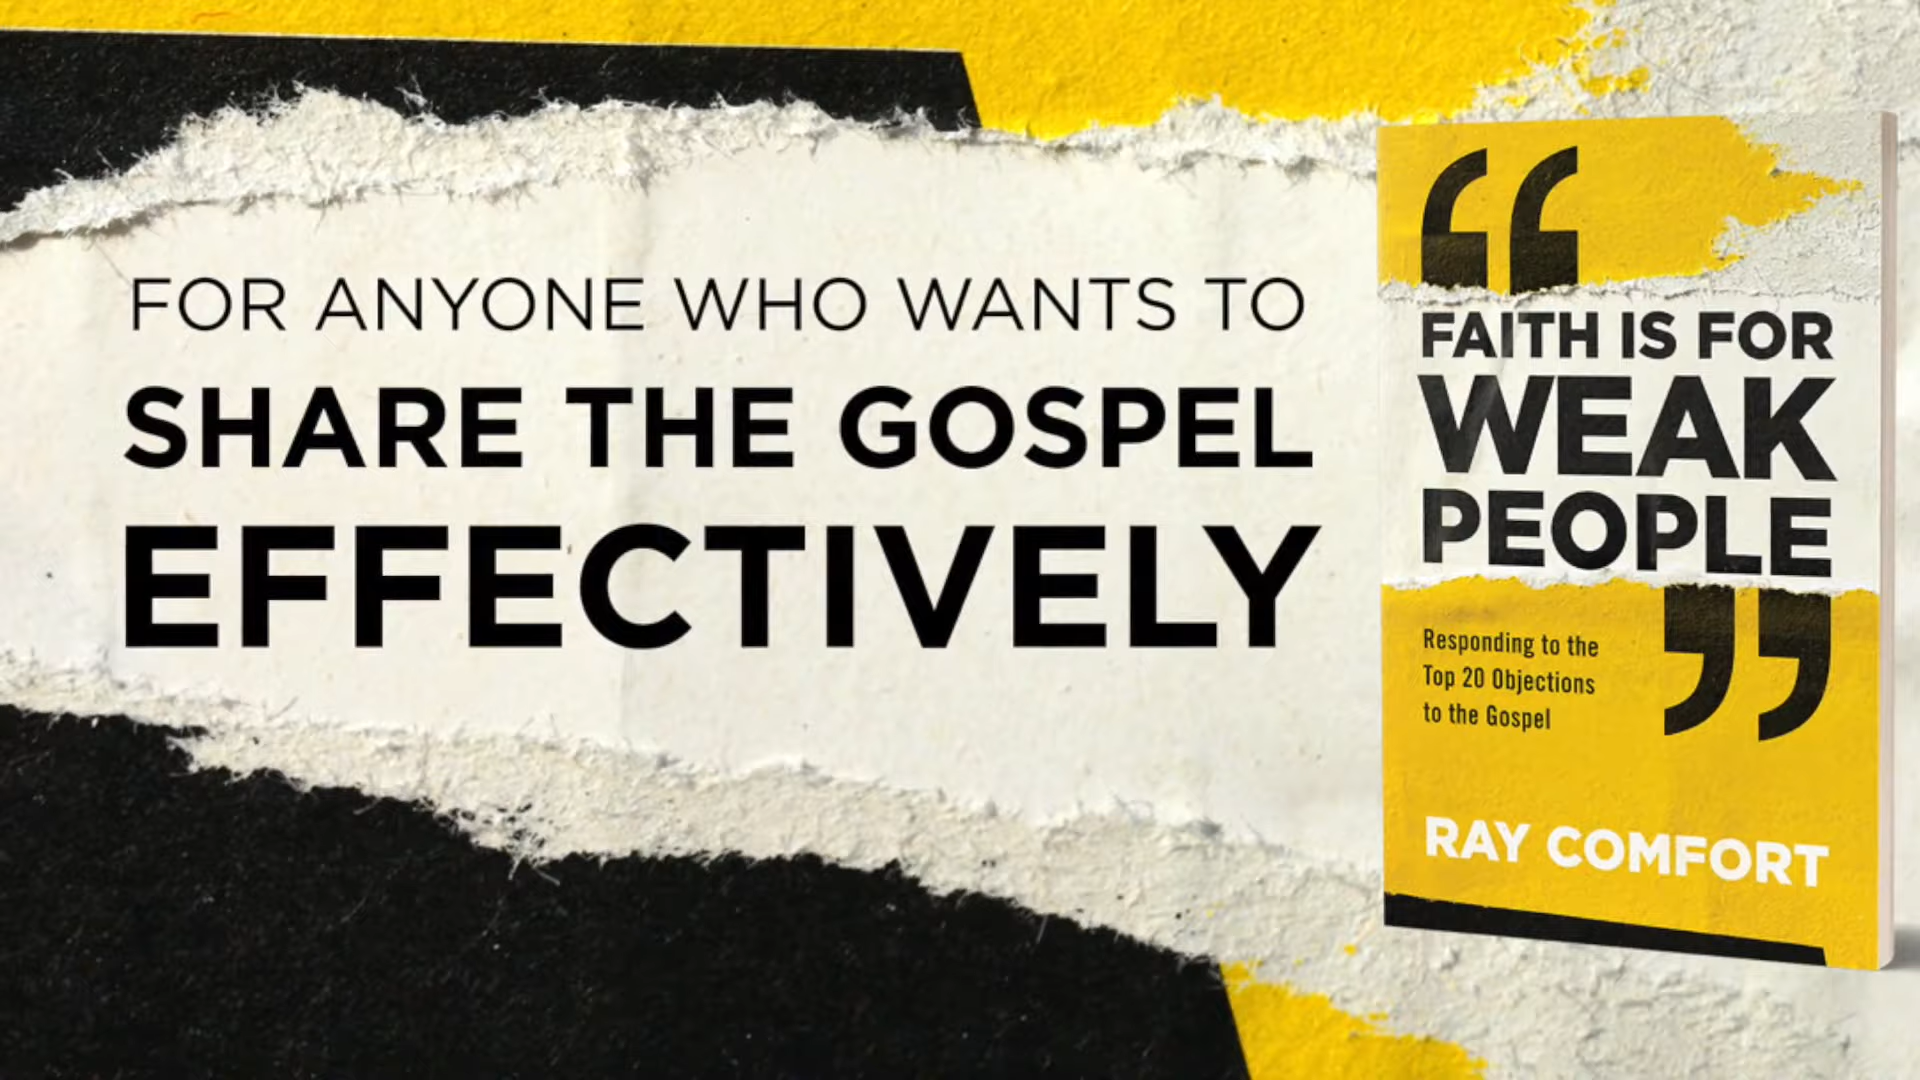 FOR ANYONE WHO WANTS TO
SHARE THE GOSPEL
EFFECTIVELY
“
FAITH IS FOR
WEAK
PEOPLE
”
Responding to the
Top 20 Objections
to the Gospel
RAY COMFORT